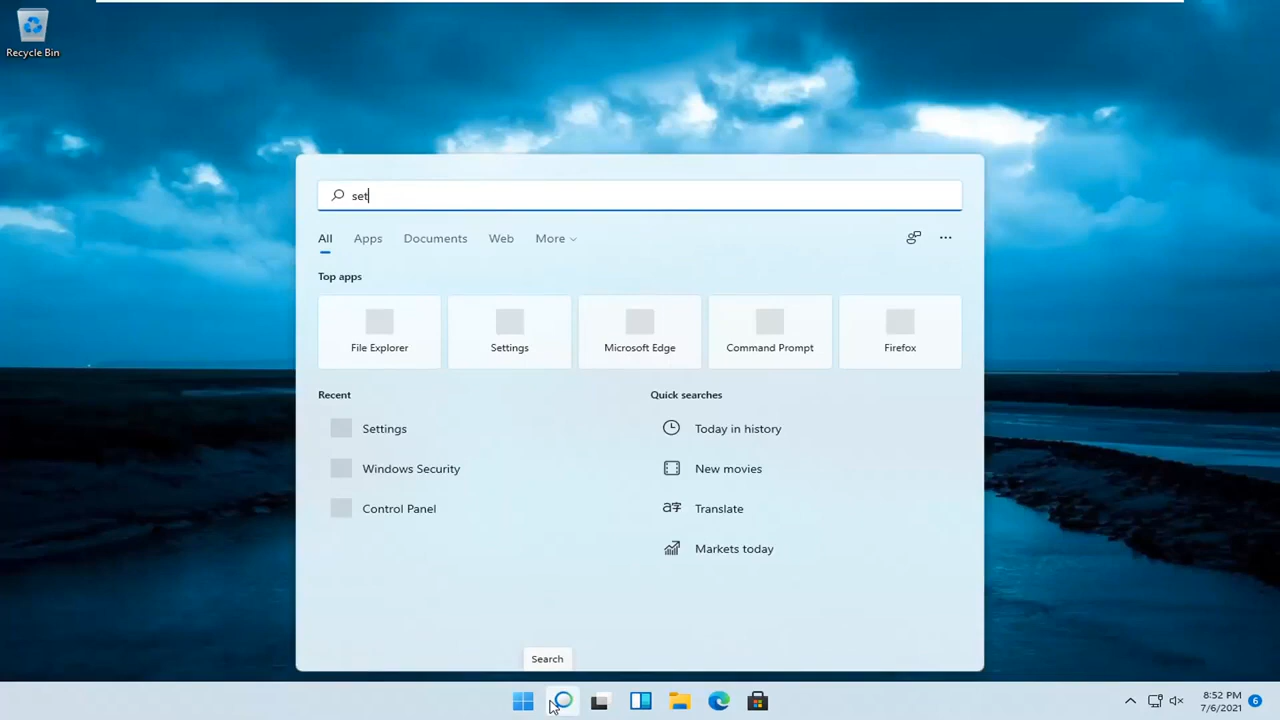 Recycle Bin
set
All Apps Documents Web More
Top apps
File Explorer Settings Microsoft Edge Command Prompt Firefox
Recent
Settings
Windows Security
Control Panel
Quick searches
Today in history
New movies
Translate
Markets today
Search
8:52 PM
7/6/2021
6